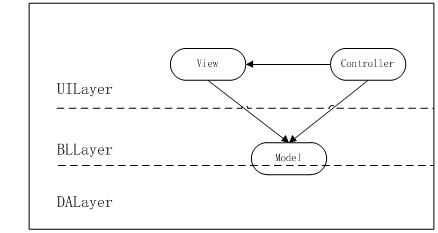 View
Controller
UILayer
BLLayer
Model
DALayer